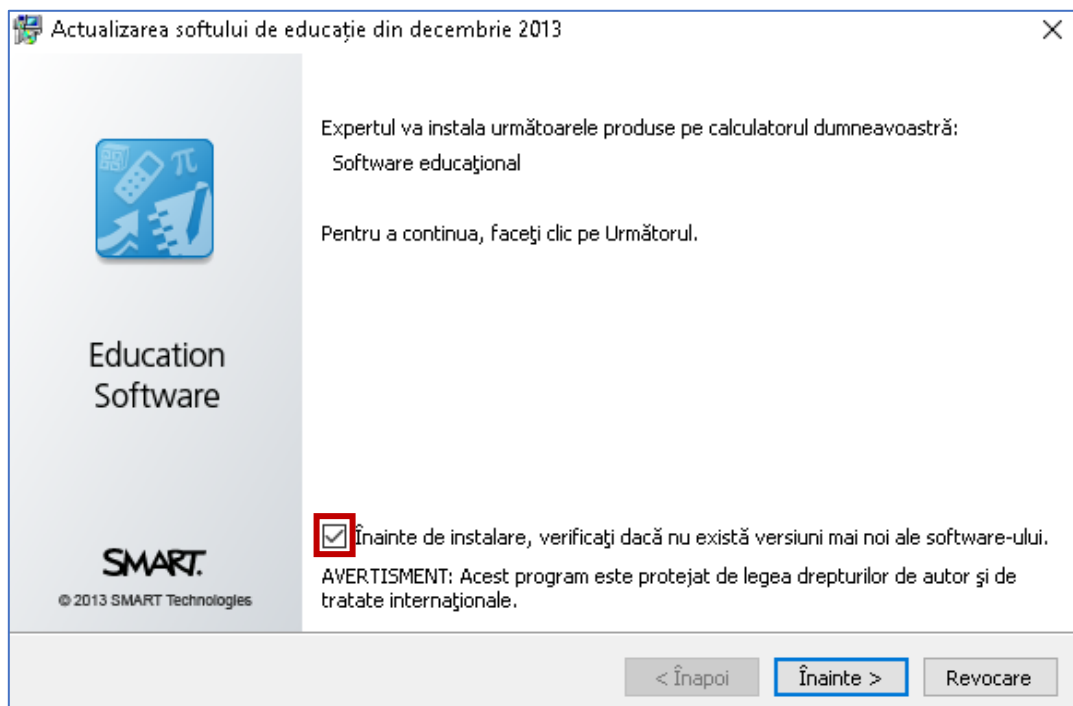 Actualizarea softului de educație din decembrie 2013
Expertul va instala următoarele produse pe calculatorul dumneavoastră:
Software educaţional
Pentru a continua, faceţi clic pe Următorul.
Education
Software
Înainte de instalare, verificaţi dacă nu există versiuni mai noi ale software-ului.
AVERTISMENT: Acest program este protejat de legea drepturilor de autor şi de
tratate internaţionale.
SMART.
© 2013 SMART Technologies
< Înapoi
Înainte >
Revocare